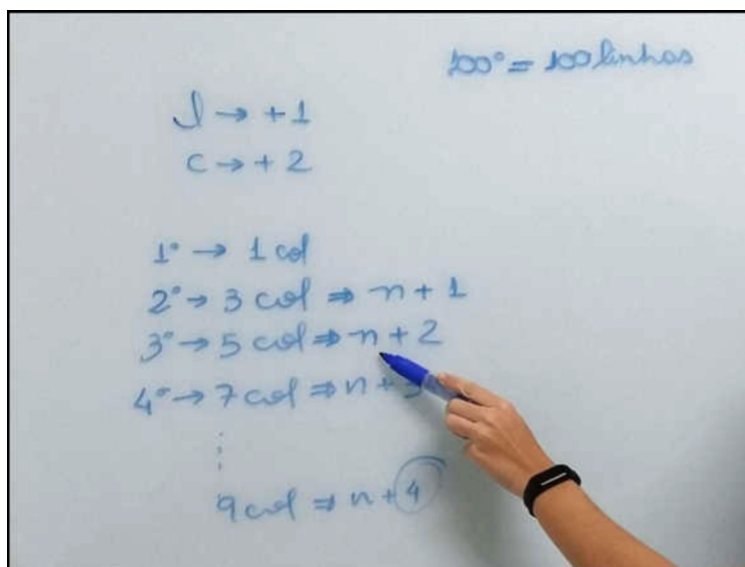 100° = 100 linhas
l → + 1
c → + 2
1° → 1 col
2° → 3 col ⇒ n + 1
3° → 5 col ⇒ n + 2
4° → 7 col ⇒ n + 3
⋮
9 col ⇒ n + 4